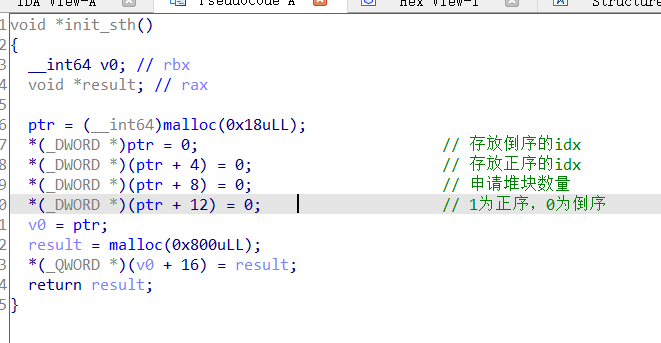 IDA View-A Pseudocode A Hex View-1 Structure
1 void *init_sth()
2 {
3 __int64 v0; // rbx
4 void *result; // rax
5
6 ptr = (__int64)malloc(0x18uLL);
7 *(_DWORD *)ptr = 0; // 存放倒序的idx
8 *(_DWORD *)(ptr + 4) = 0; // 存放正序的idx
9 *(_DWORD *)(ptr + 8) = 0; // 申请堆块数量
0 *(_DWORD *)(ptr + 12) = 0; // 1为正序，0为倒序
1 v0 = ptr;
2 result = malloc(0x800uLL);
3 *(_QWORD *)(v0 + 16) = result;
4 return result;
5 }